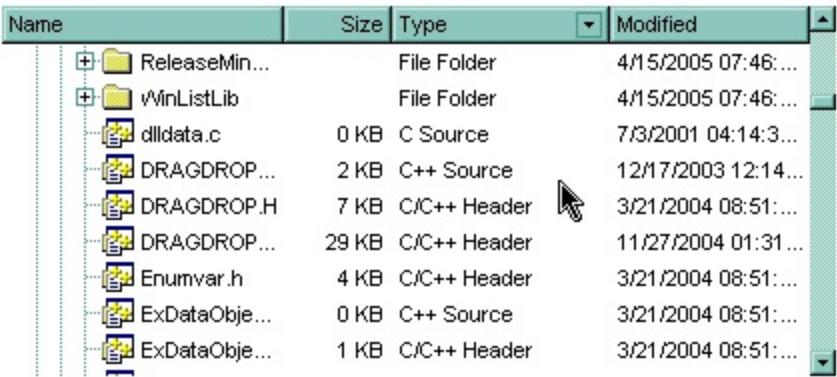 Name Size Type Modified
ReleaseMin... File Folder 4/15/2005 07:46:...
WinListLib File Folder 4/15/2005 07:46:...
dlldata.c 0 KB C Source 7/3/2001 04:14:3...
DRAGDROP... 2 KB C++ Source 12/17/2003 12:14...
DRAGDROP.H 7 KB C/C++ Header 3/21/2004 08:51:...
DRAGDROP... 29 KB C/C++ Header 11/27/2004 01:31...
Enumvar.h 4 KB C/C++ Header 3/21/2004 08:51:...
ExDataObje... 0 KB C++ Source 3/21/2004 08:51:...
ExDataObje... 1 KB C/C++ Header 3/21/2004 08:51:...